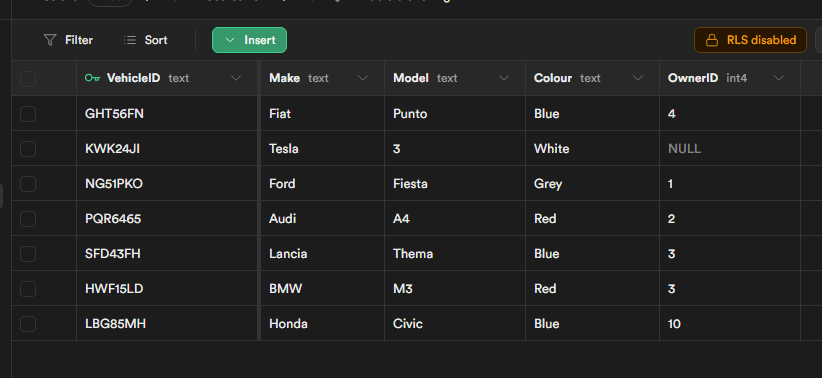 Filter Sort Insert RLS disabled
VehicleID text Make text Model text Colour text OwnerID int4
GHT56FN Fiat Punto Blue 4
KWK24JI Tesla 3 White NULL
NG51PKO Ford Fiesta Grey 1
PQR6465 Audi A4 Red 2
SFD43FH Lancia Thema Blue 3
HWF15LD BMW M3 Red 3
LBG85MH Honda Civic Blue 10